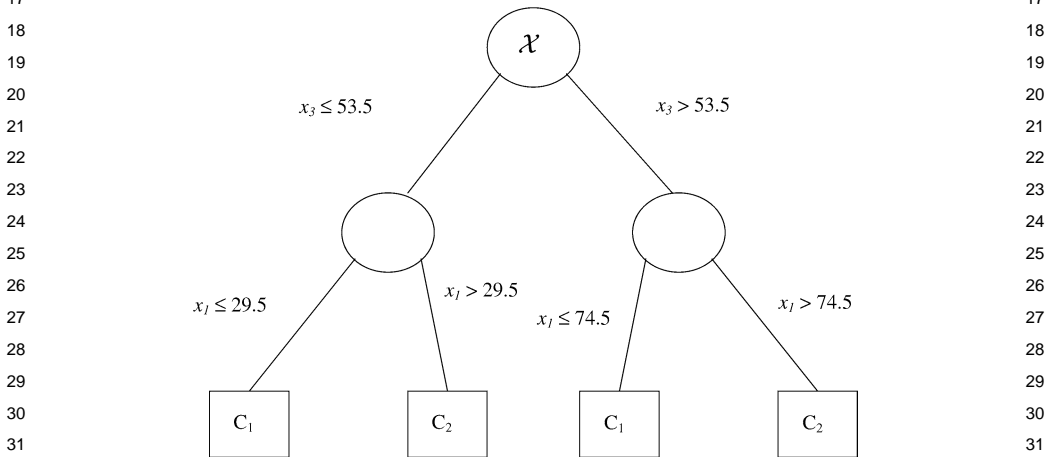 17 17
18 𝒳 18
19 19
20 x₃ ≤ 53.5 x₃ > 53.5 20
21 21
22 22
23 23
24 24
25 25
26 x₁ > 29.5 26
27 x₁ ≤ 29.5 x₁ ≤ 74.5 x₁ > 74.5 27
28 28
29 29
30 C₁ C₂ C₁ C₂ 30
31 31